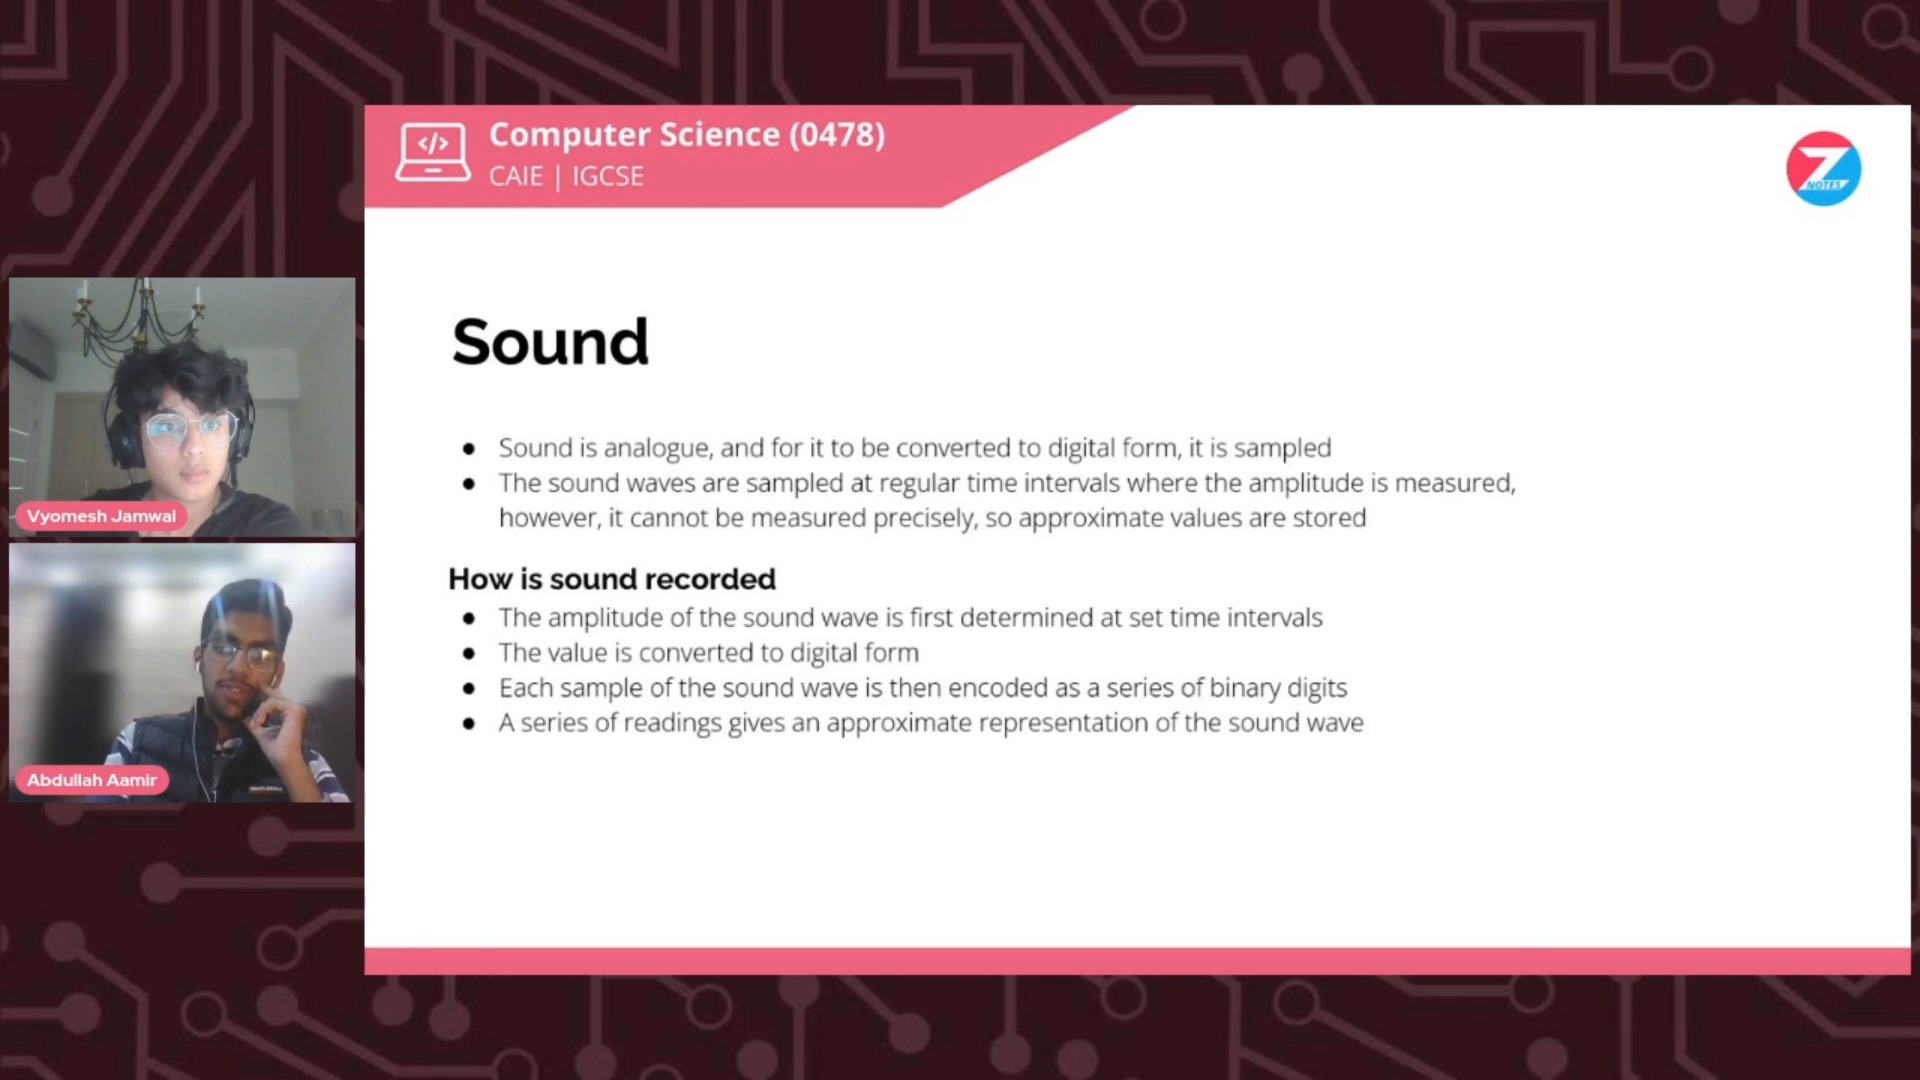 Computer Science (0478)
CAIE | IGCSE
Z
NOTES
Sound
● Sound is analogue, and for it to be converted to digital form, it is sampled
● The sound waves are sampled at regular time intervals where the amplitude is measured,
however, it cannot be measured precisely, so approximate values are stored
How is sound recorded
● The amplitude of the sound wave is first determined at set time intervals
● The value is converted to digital form
● Each sample of the sound wave is then encoded as a series of binary digits
● A series of readings gives an approximate representation of the sound wave
Vyomesh Jamwal
Abdullah Aamir